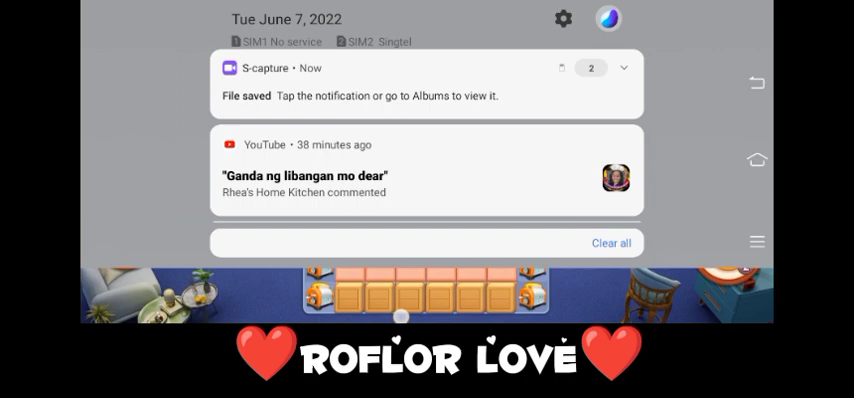 Tue June 7, 2022
1 SIM1 No service 2 SIM2 Singtel
S-capture • Now
2
File saved Tap the notification or go to Albums to view it.
YouTube • 38 minutes ago
"Ganda ng libangan mo dear"
Rhea's Home Kitchen commented
Clear all
ROFLOR LOVE